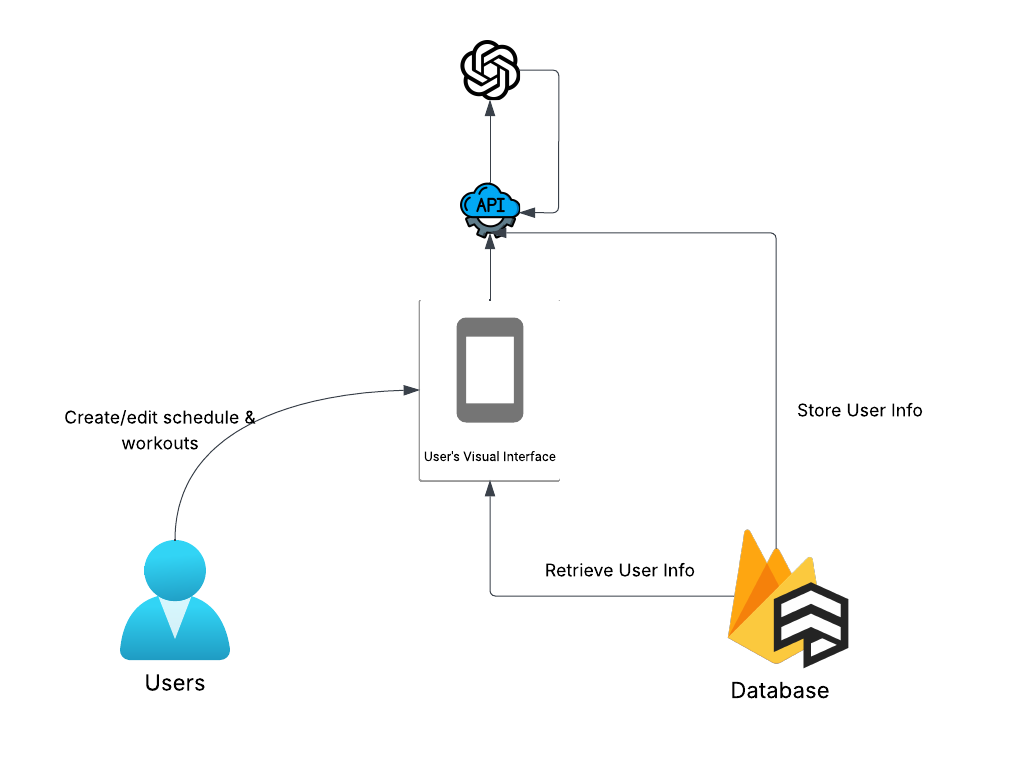 API
Create/edit schedule &
workouts
Store User Info
User's Visual Interface
Retrieve User Info
Users
Database